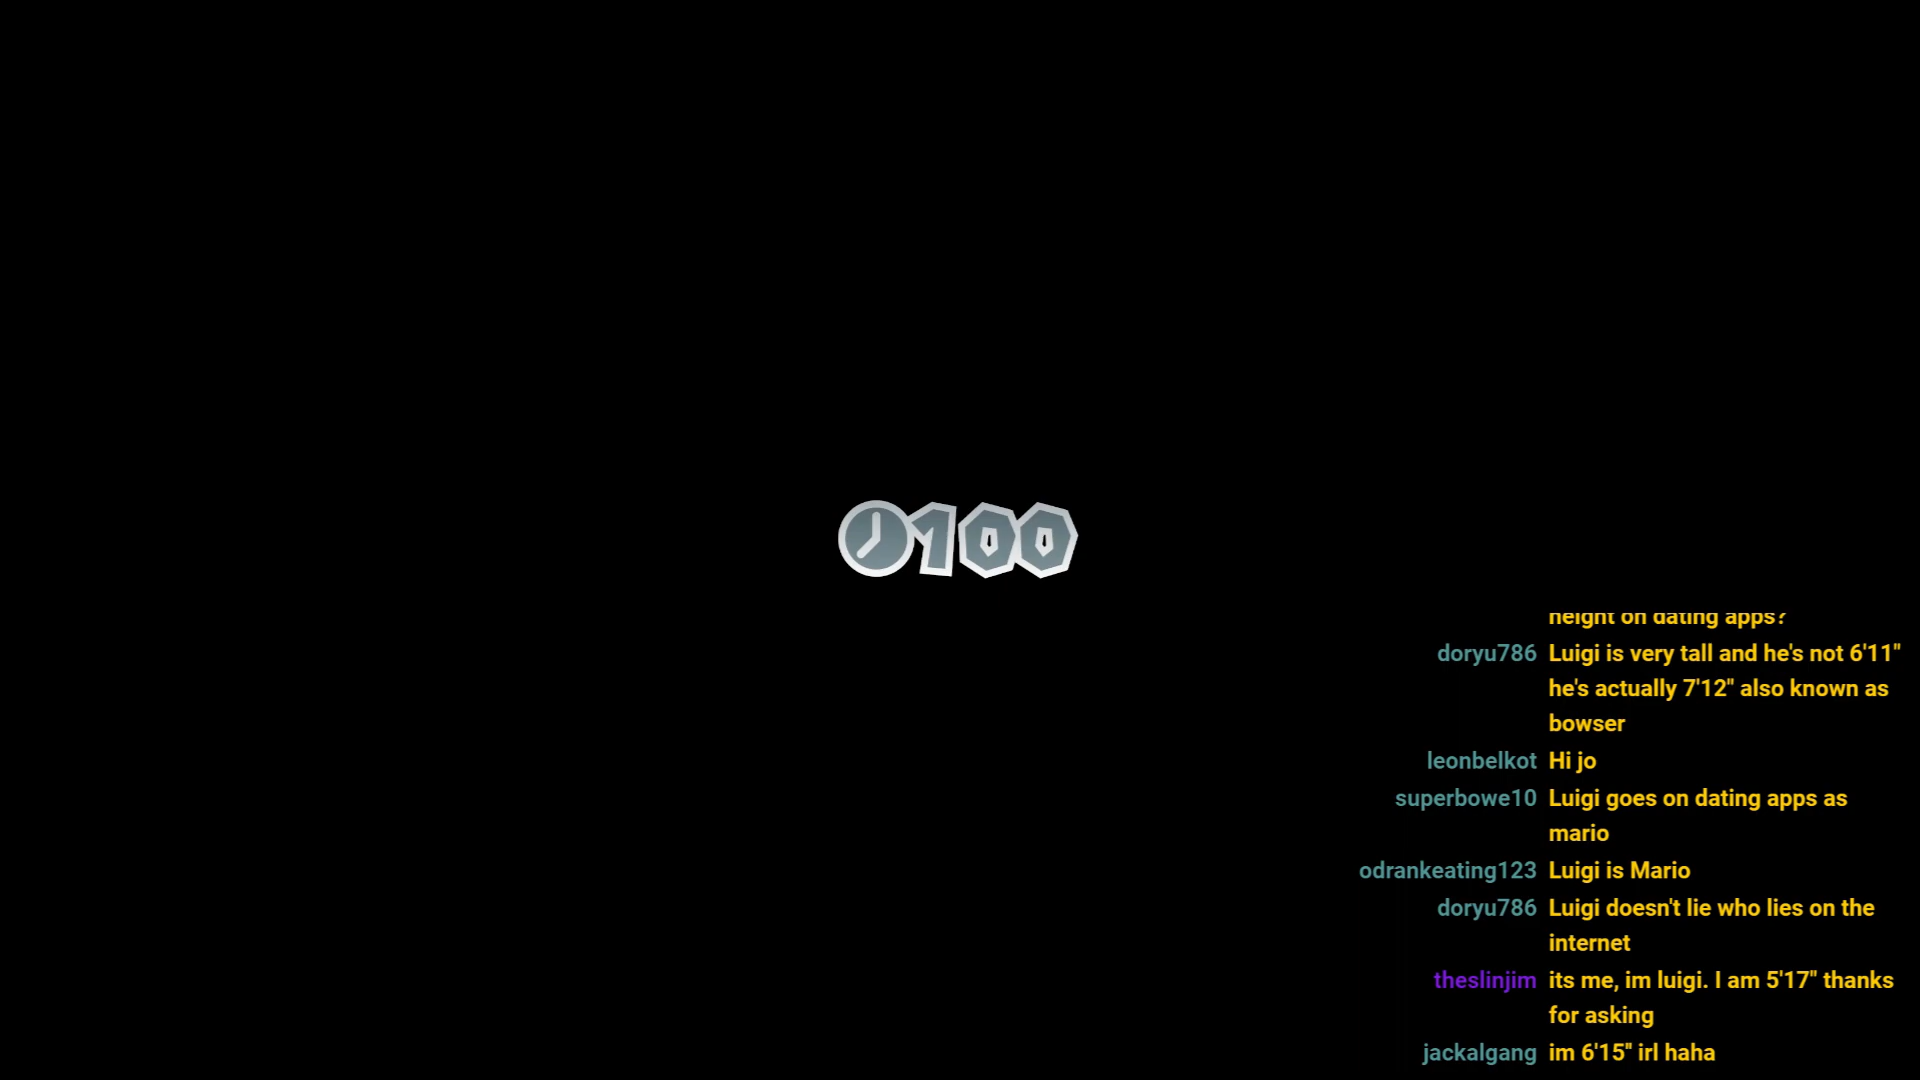 100
height on dating apps?
doryu786 Luigi is very tall and he's not 6'11"
he's actually 7'12" also known as
bowser
leonbelkot Hi jo
superbowe10 Luigi goes on dating apps as
mario
odrankeating123 Luigi is Mario
doryu786 Luigi doesn't lie who lies on the
internet
theslinjim its me, im luigi. I am 5'17" thanks
for asking
jackalgang im 6'15" irl haha